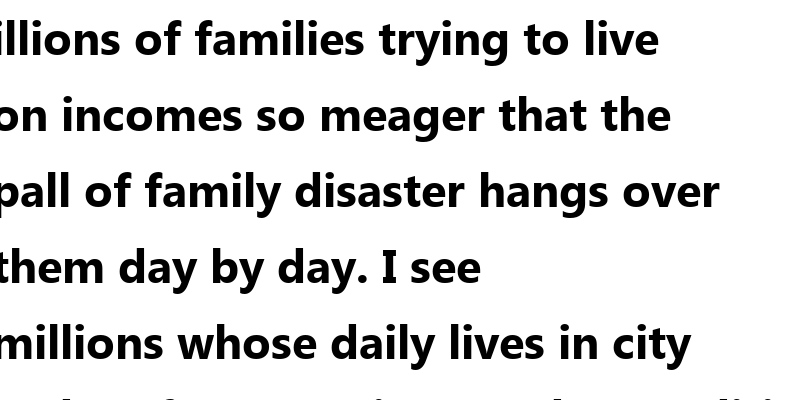 illions of families trying to live
on incomes so meager that the
pall of family disaster hangs over
them day by day. I see
millions whose daily lives in city